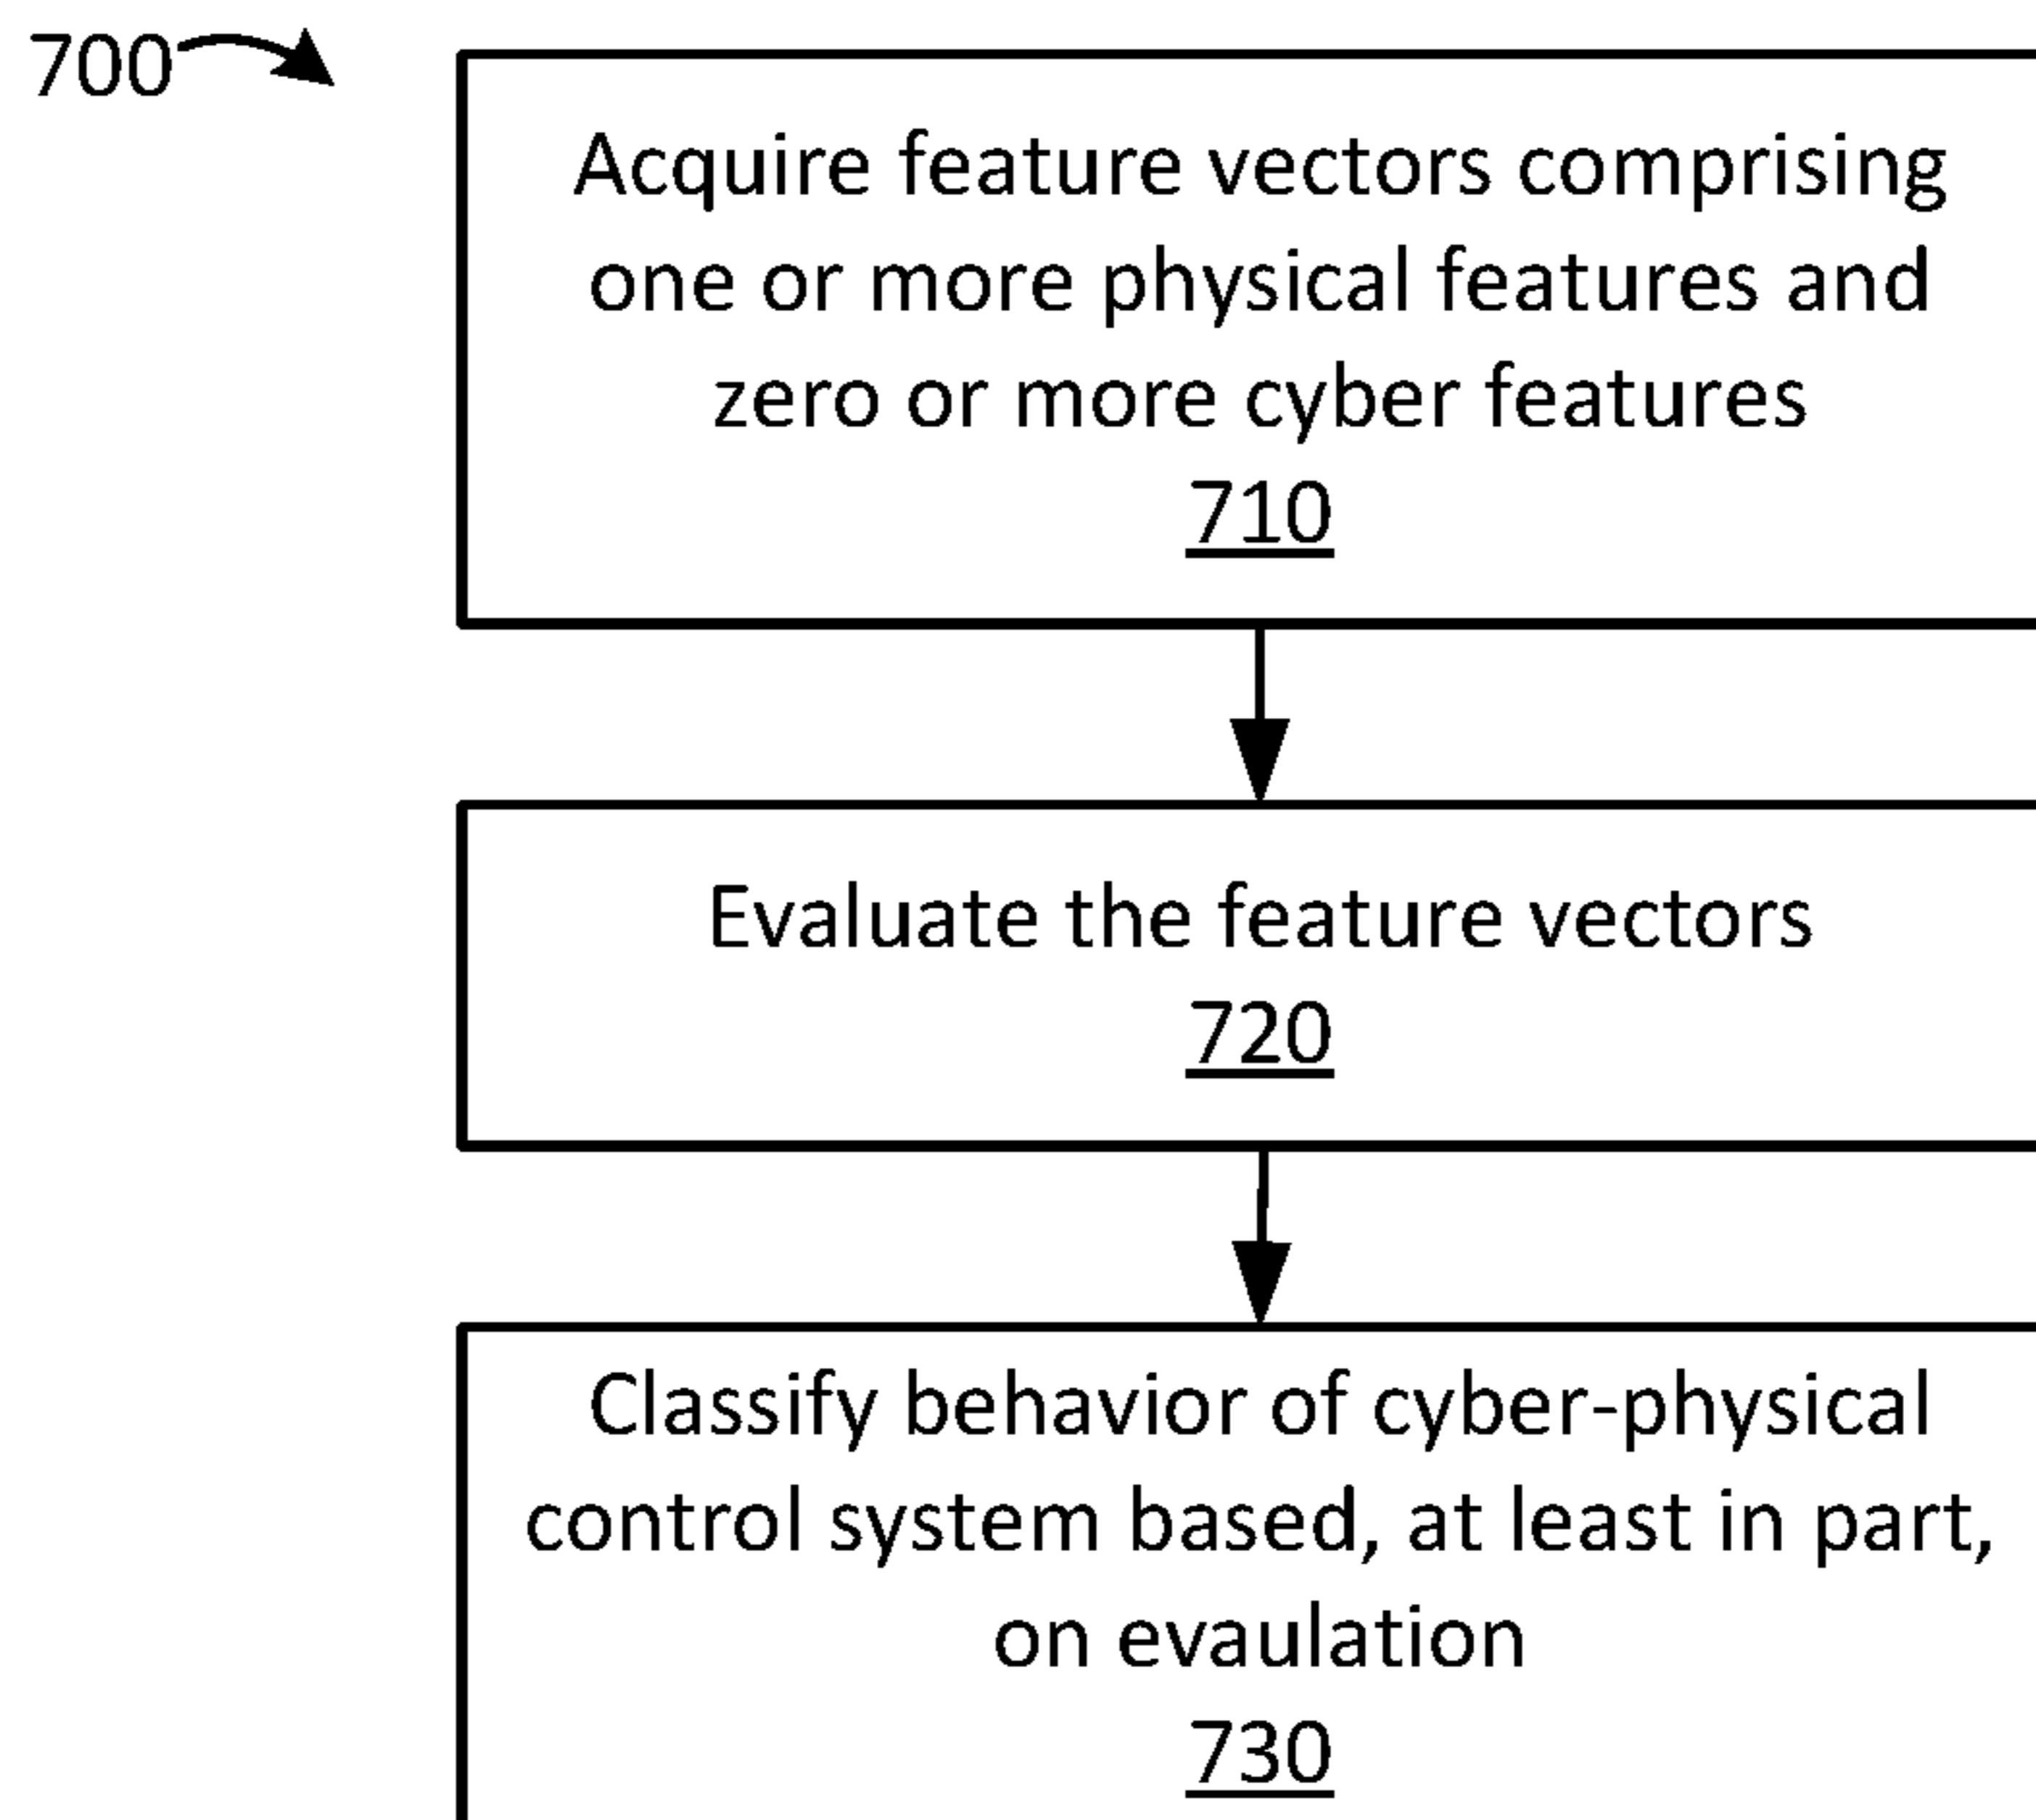 700
Acquire feature vectors comprising
one or more physical features and
zero or more cyber features
710
Evaluate the feature vectors
720
Classify behavior of cyber-physical
control system based, at least in part,
on evaulation
730